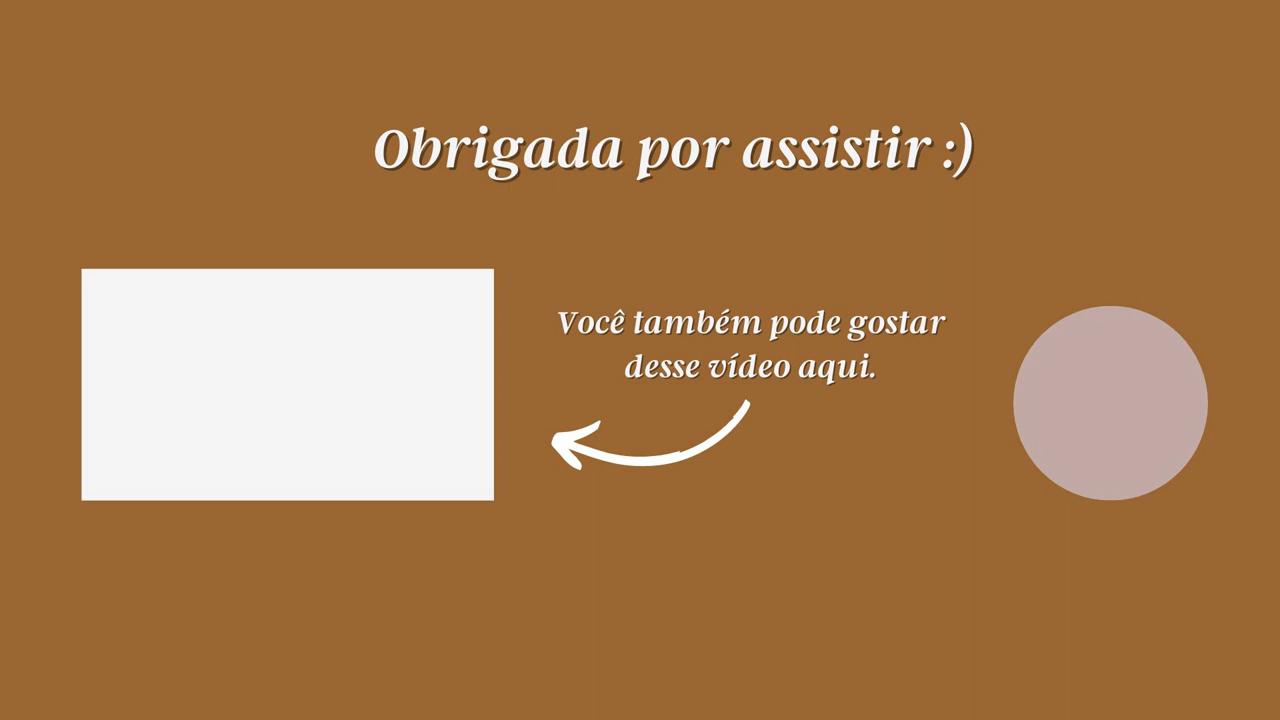 Obrigada por assistir :)
Você também pode gostar
desse vídeo aqui.